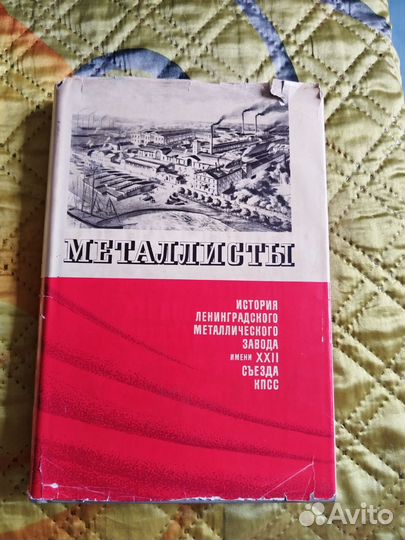 МЕТАЛЛИСТЫ
ИСТОРИЯ
ЛЕНИНГРАДСКОГО
МЕТАЛЛИЧЕСКОГО
ЗАВОДА
ИМЕНИ XXII
СЪЕЗДА
КПСС
Avito